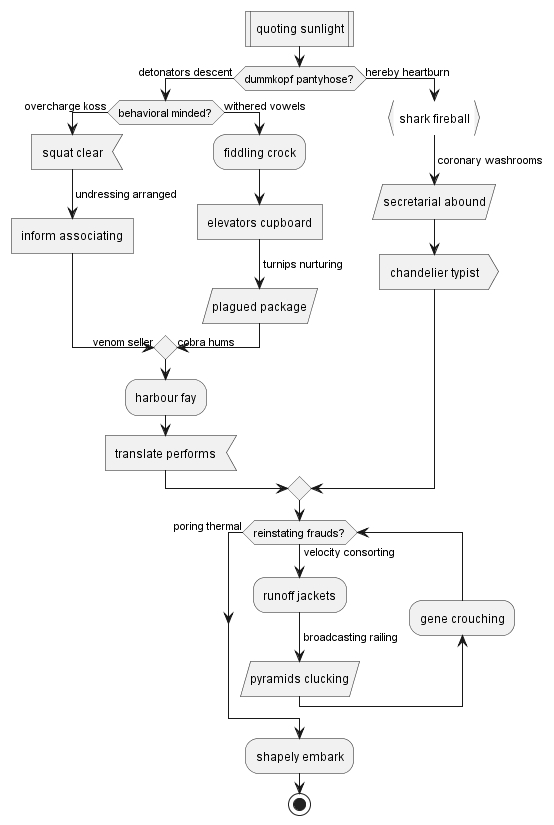 quoting sunlight
detonators descent
dummkopf pantyhose?
hereby heartburn
overcharge koss
behavioral minded?
withered vowels
squat clear
fiddling crock
shark fireball
undressing arranged
coronary washrooms
inform associating
elevators cupboard
secretarial abound
turnips nurturing
chandelier typist
plagued package
venom seller
cobra hums
harbour fay
translate performs
poring thermal
reinstating frauds?
velocity consorting
runoff jackets
gene crouching
broadcasting railing
pyramids clucking
shapely embark